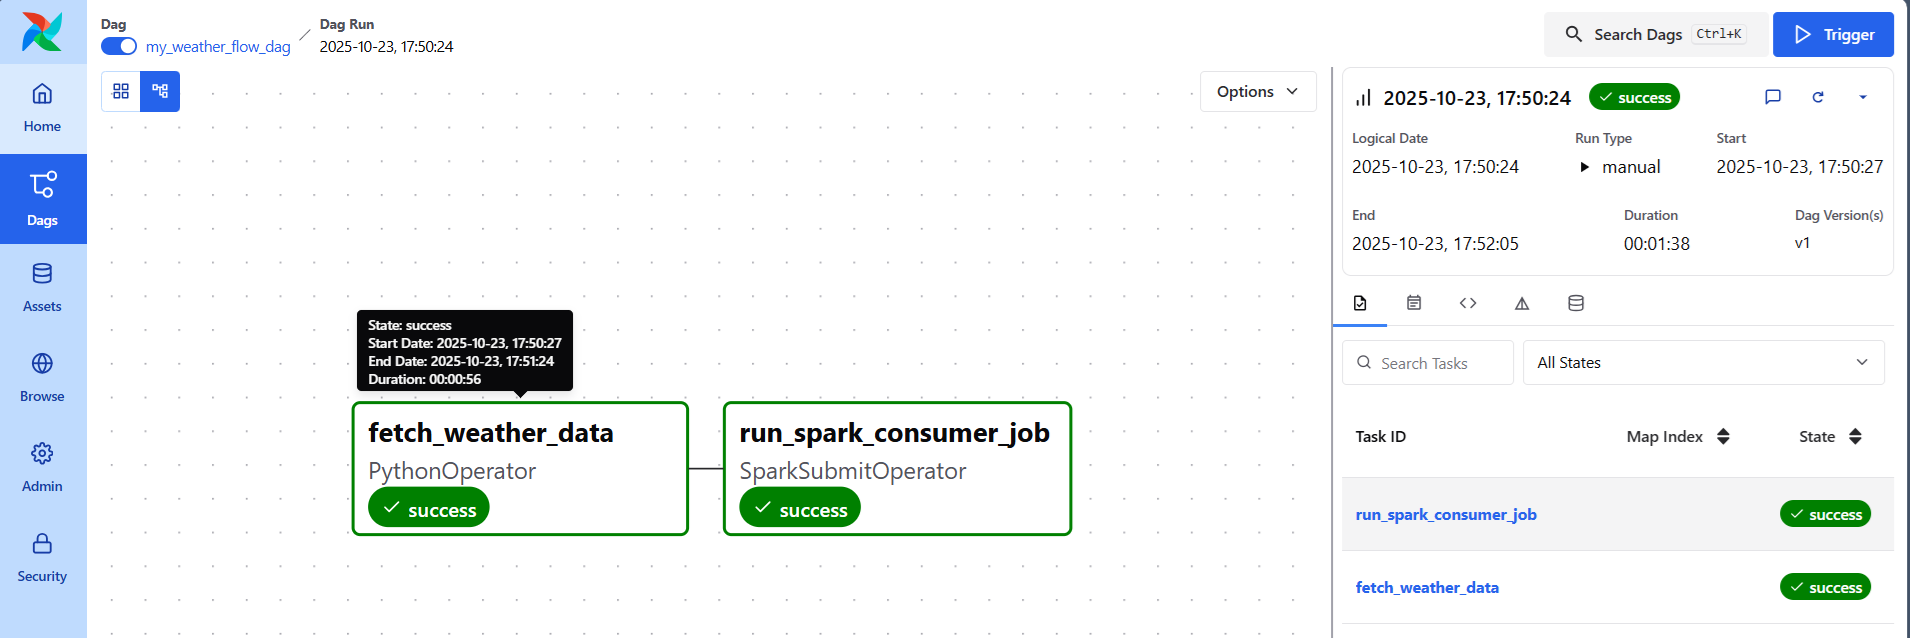 Dag
my_weather_flow_dag
Dag Run
2025-10-23, 17:50:24
Search Dags Ctrl+K
Trigger
Home
Dags
Assets
Browse
Admin
Security
Options
State: success
Start Date: 2025-10-23, 17:50:27
End Date: 2025-10-23, 17:51:24
Duration: 00:00:56
fetch_weather_data
PythonOperator
success
run_spark_consumer_job
SparkSubmitOperator
success
2025-10-23, 17:50:24 success
Logical Date Run Type Start
2025-10-23, 17:50:24 manual 2025-10-23, 17:50:27
End Duration Dag Version(s)
2025-10-23, 17:52:05 00:01:38 v1
Search Tasks All States
Task ID Map Index State
run_spark_consumer_job success
fetch_weather_data success